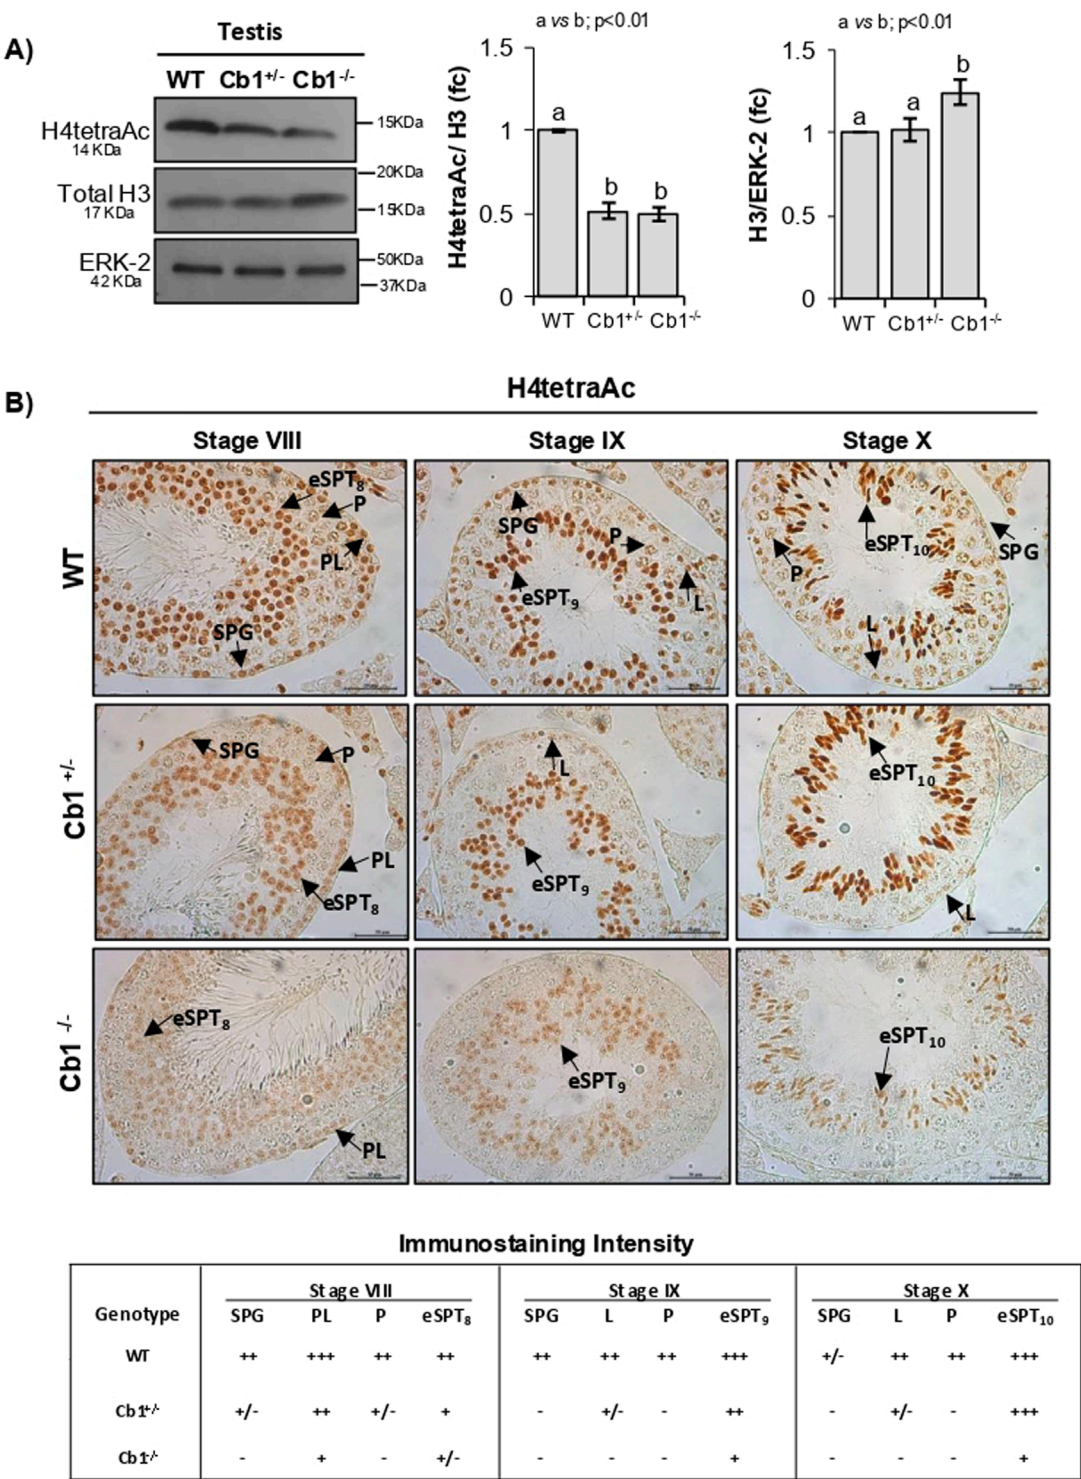 A)
Testis
WT Cb1+/- Cb1-/-
H4tetraAc
14 KDa
15KDa
Total H3
17 KDa
20KDa
15KDa
ERK-2
42 KDa
50KDa
37KDa
a vs b; p<0.01
H4tetraAc/ H3 (fc)
1.5
1
0.5
0
a
b
b
WT Cb1+/- Cb1-/-
a vs b; p<0.01
H3/ERK-2 (fc)
1.5
1
0.5
0
a
a
b
WT Cb1+/- Cb1-/-
B)
H4tetraAc
Stage VIII Stage IX Stage X
WT
eSPT8
P
PL
SPG
SPG
P
eSPT9
L
eSPT10
SPG
P
L
Cb1 +/-
SPG
P
PL
eSPT8
L
eSPT9
eSPT10
L
Cb1 -/-
eSPT8
PL
eSPT9
eSPT10
Immunostaining Intensity
Stage VIII Stage IX Stage X
Genotype SPG PL P eSPT8 SPG L P eSPT9 SPG L P eSPT10
WT ++ +++ ++ ++ ++ ++ ++ +++ +/- ++ ++ +++
Cb1+/- +/- ++ +/- + - +/- - ++ - +/- - +++
Cb1-/- - + - +/- - - - + - - - +